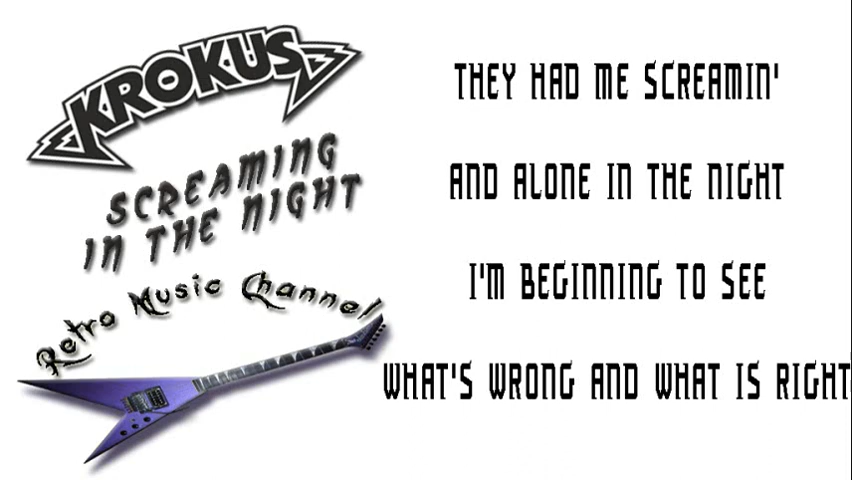 KROKUS
SCREAMING
IN THE NIGHT
Retro Music Channel
THEY HAD ME SCREAMIN'
AND ALONE IN THE NIGHT
I'M BEGINNING TO SEE
WHAT'S WRONG AND WHAT IS RIGHT